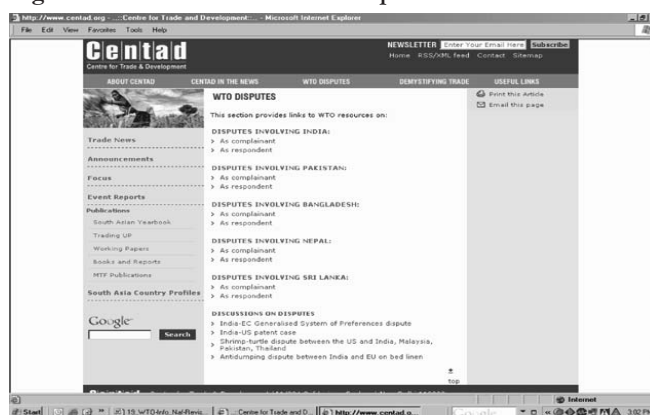 http://www.centad.org - ...::Centre for Trade and Development::... - Microsoft Internet Explorer
File Edit View Favorites Tools Help
Centad
Centre for Trade & Development
NEWSLETTER Enter Your Email Here Subscribe
Home RSS/XML feed Contact Sitemap
ABOUT CENTAD CENTAD IN THE NEWS WTO DISPUTES DEMYSTIFYING TRADE USEFUL LINKS
Trade News
Announcements
Focus
Event Reports
Publications
South Asian Yearbook
Trading UP
Working Papers
Books and Reports
MTF Publications
South Asia Country Profiles
Google
Search
WTO DISPUTES
This section provides links to WTO resources on:
DISPUTES INVOLVING INDIA:
> As complainant
> As respondent
DISPUTES INVOLVING PAKISTAN:
> As complainant
> As respondent
DISPUTES INVOLVING BANGLADESH:
> As complainant
> As respondent
DISPUTES INVOLVING NEPAL:
> As complainant
> As respondent
DISPUTES INVOLVING SRI LANKA:
> As complainant
> As respondent
DISCUSSIONS ON DISPUTES
> India-EC Generalised System of Preferences dispute
> India-US patent case
> Shrimp-turtle dispute between the US and India, Malaysia,
Pakistan, Thailand
> Antidumping dispute between India and EU on bed linen
top
Print this Article
Email this page
Internet
Start 15_WTO-Info_Nal-Revis... ...::Centre for Trade and D... http://www.centad.o... Google 3:02 PM